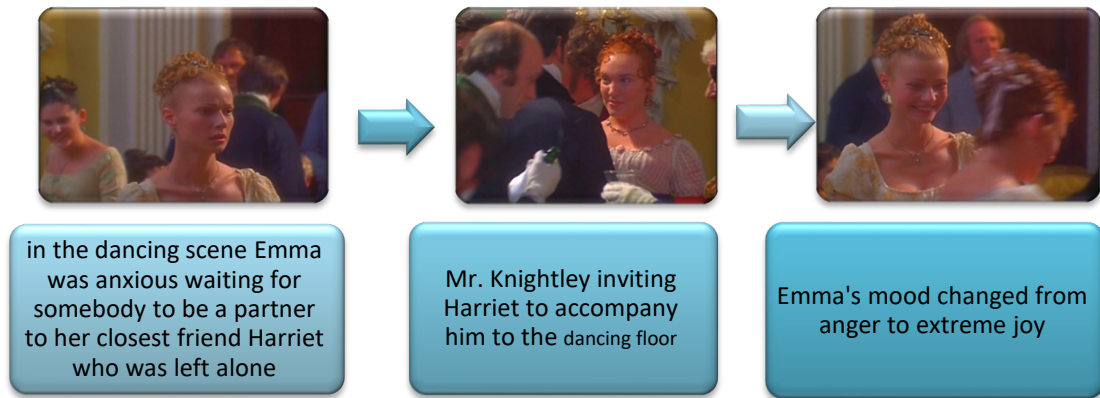 in the dancing scene Emma
was anxious waiting for
somebody to be a partner
to her closest friend Harriet
who was left alone
Mr. Knightley inviting
Harriet to accompany
him to the dancing floor
Emma's mood changed from
anger to extreme joy